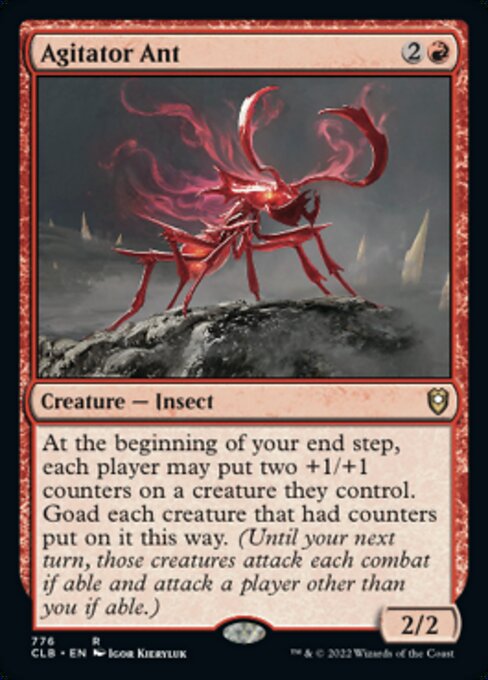 Agitator Ant 2
Creature — Insect
At the beginning of your end step,
each player may put two +1/+1
counters on a creature they control.
Goad each creature that had counters
put on it this way. (Until your next
turn, those creatures attack each combat
if able and attack a player other than
you if able.)
2/2
776 R
CLB • EN Igor Kieryluk ™ & © 2022 Wizards of the Coast